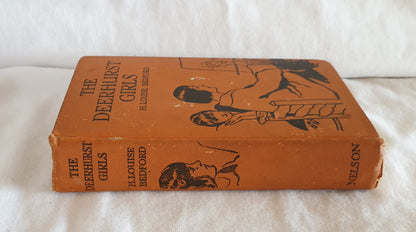 THE
DEERHURST
GIRLS
H. LOUISE BEDFORD
THE
DEERHURST
GIRLS
H. LOUISE
BEDFORD
NELSON